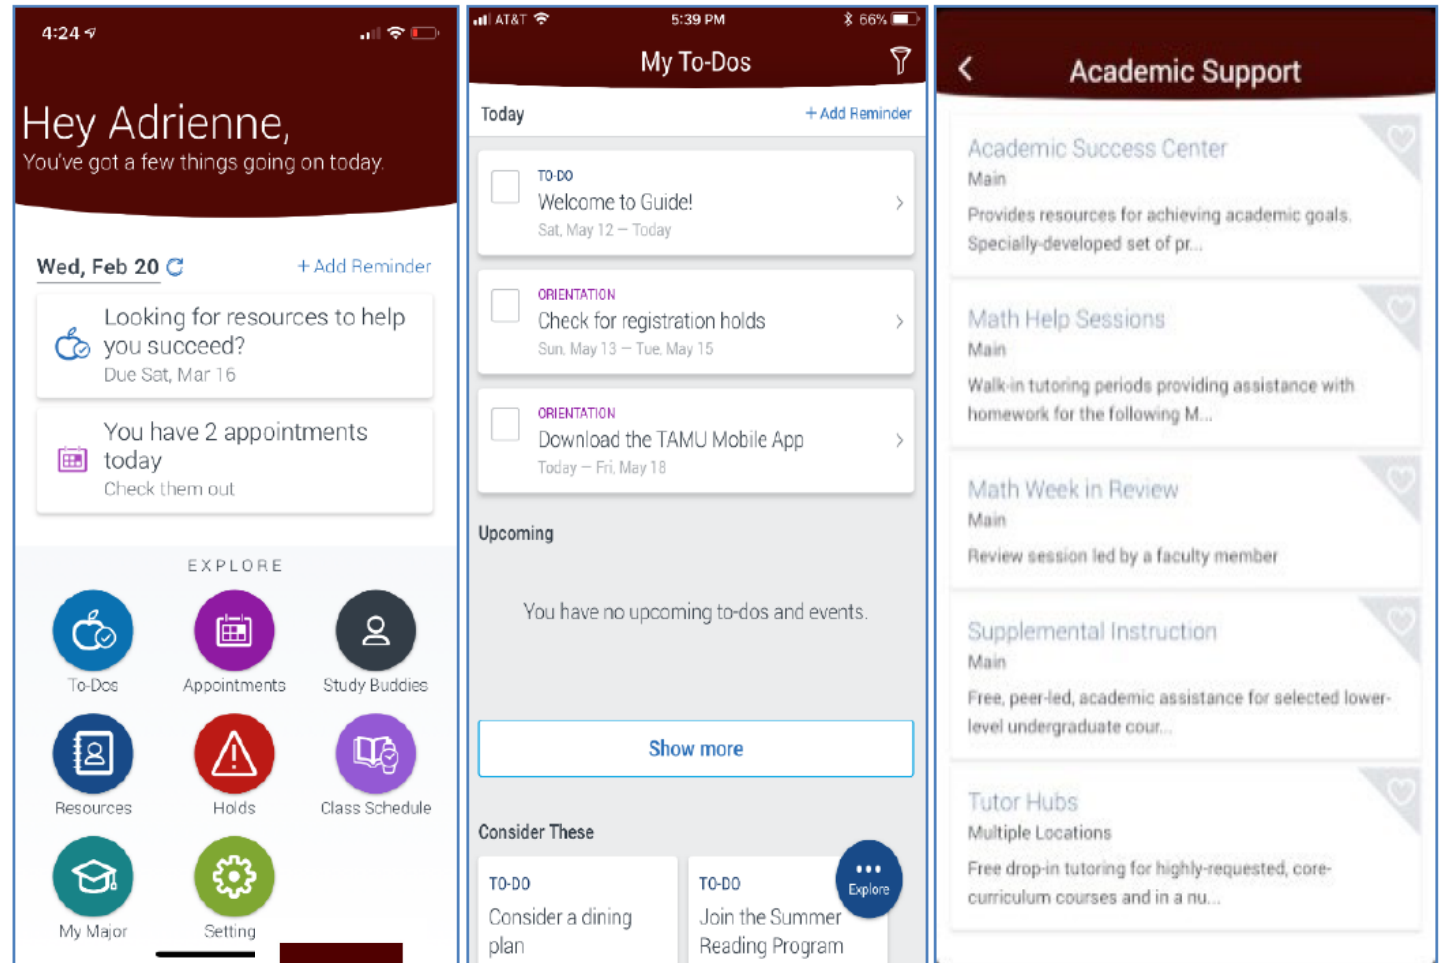 4:24
Hey Adrienne,
You've got a few things going on today.
Wed, Feb 20
+ Add Reminder
Looking for resources to help
you succeed?
Due Sat, Mar 16
You have 2 appointments
today
Check them out
EXPLORE
To-Dos
Appointments
Study Buddies
Resources
Holds
Class Schedule
My Major
Setting
AT&T
5:39 PM
66%
My To-Dos
Today
+ Add Reminder
TO-DO
Welcome to Guide!
Sat, May 12 – Today
ORIENTATION
Check for registration holds
Sun, May 13 – Tue, May 15
ORIENTATION
Download the TAMU Mobile App
Today – Fri, May 18
Upcoming
You have no upcoming to-dos and events.
Show more
Consider These
TO-DO
Consider a dining
plan
TO-DO
Join the Summer
Reading Program
Explore
Academic Support
Academic Success Center
Main
Provides resources for achieving academic goals.
Specially-developed set of pr...
Math Help Sessions
Main
Walk-in tutoring periods providing assistance with
homework for the following M...
Math Week in Review
Main
Review session led by a faculty member
Supplemental Instruction
Main
Free, peer-led, academic assistance for selected lower-
level undergraduate cour...
Tutor Hubs
Multiple Locations
Free drop-in tutoring for highly-requested, core-
curriculum courses and in a nu...